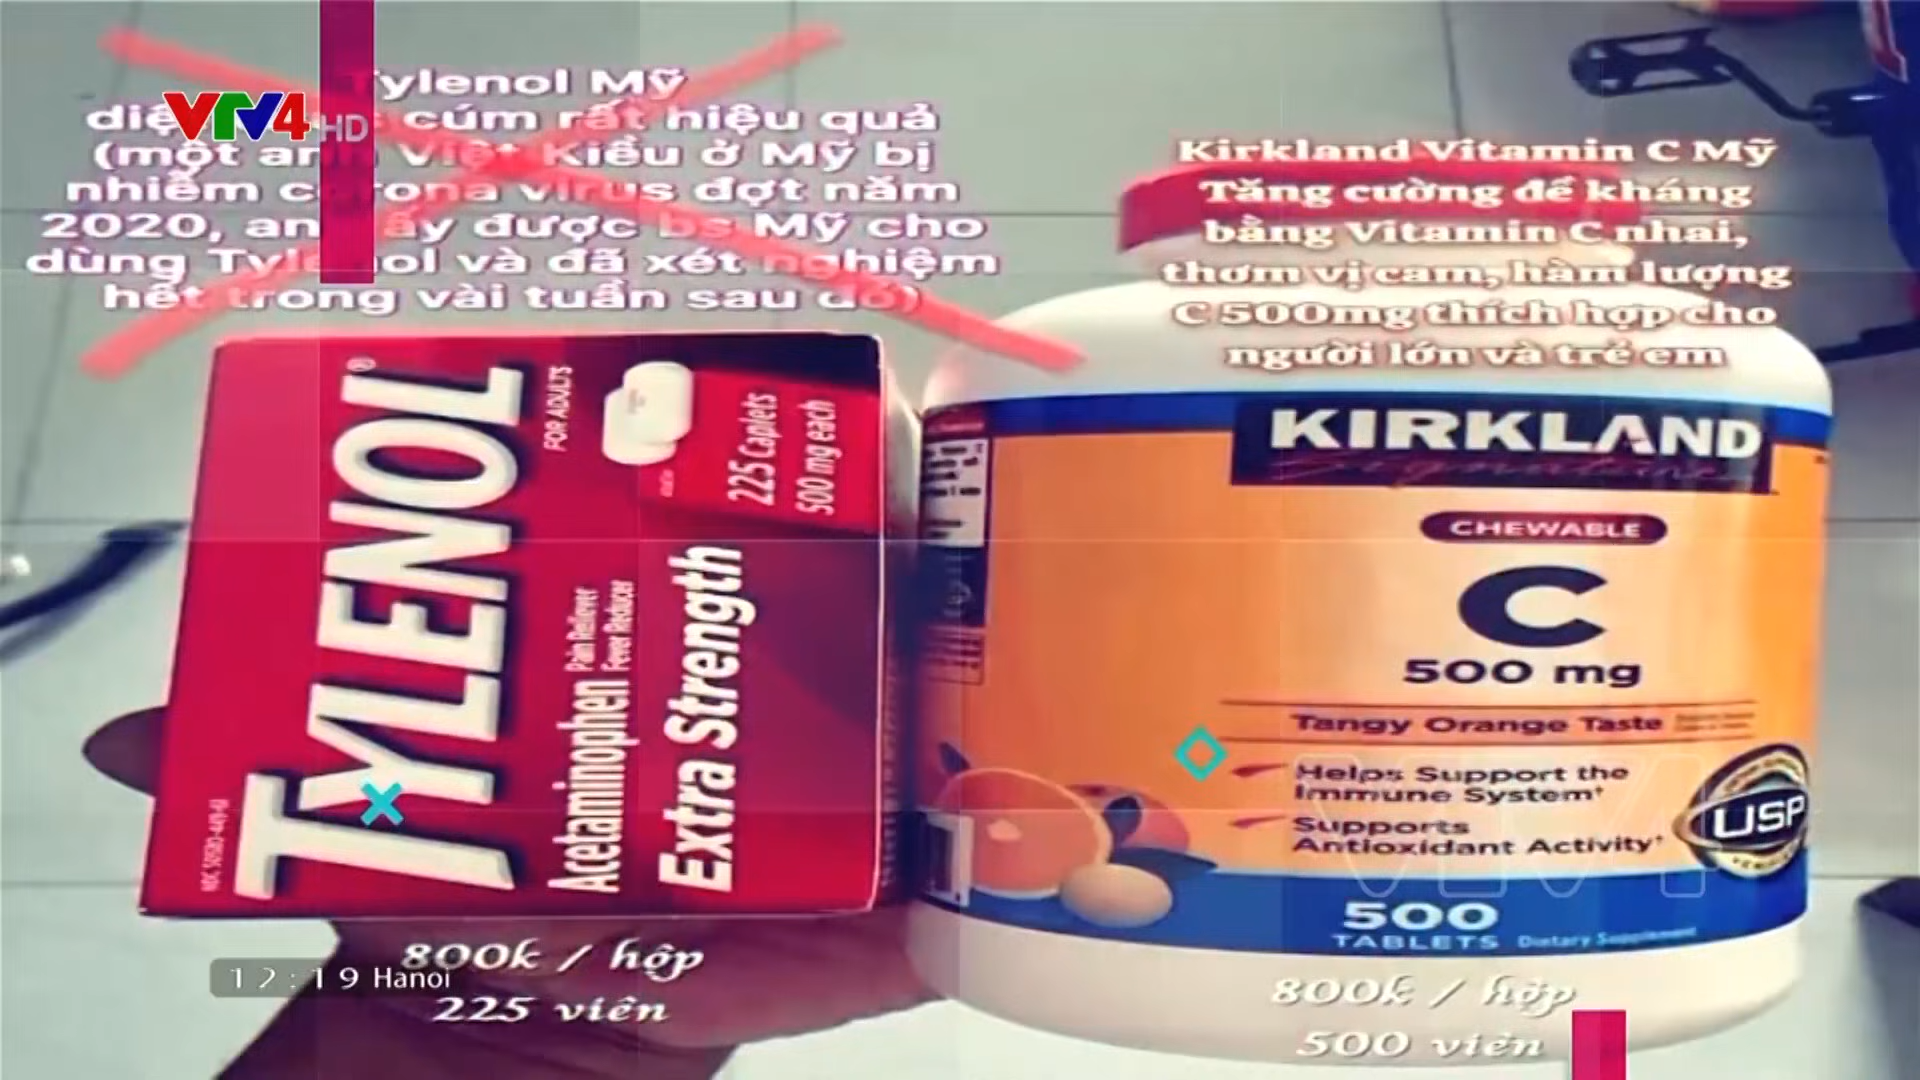 Tylenol Mỹ
cúm rất hiệu quả
(một anh Việt Kiều ở Mỹ bị
nhiễm corona virus đợt năm
2020, anh ấy được bs Mỹ cho
dùng Tylenol và đã xét nghiệm
hết trong vài tuần sau đó)
VTV4 HD
Kirkland Vitamin C Mỹ
Tăng cường đề kháng
bằng Vitamin C nhai,
thơm vị cam, hàm lượng
C 500mg thích hợp cho
người lớn và trẻ em
TYLENOL®
FOR ADULTS
Acetaminophen
Pain Reliever
Fever Reducer
Extra Strength
225 Caplets
500 mg each
KIRKLAND
Signature
CHEWABLE
C
500 mg
Tangy Orange Taste
Helps Support the
Immune System†
Supports
Antioxidant Activity†
USP
500
TABLETS Dietary Supplement
VTV4
800k / hộp
225 viên
12:19 Hanoi
800k / hộp
500 viên